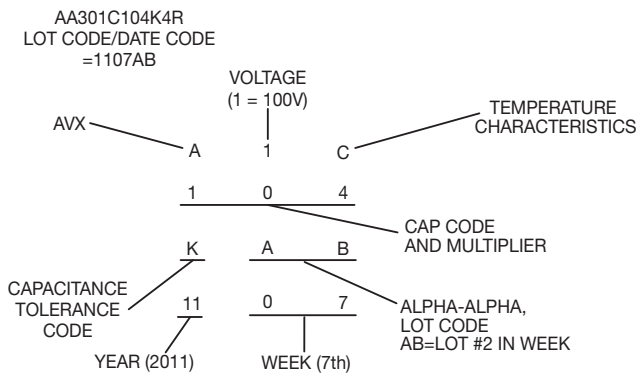 AA301C104K4R
LOT CODE/DATE CODE
=1107AB
VOLTAGE
(1 = 100V)
TEMPERATURE
CHARACTERISTICS
AVX
A 1 C
1 0 4
CAP CODE
AND MULTIPLIER
K A B
CAPACITANCE
TOLERANCE
CODE
11 0 7
ALPHA-ALPHA,
LOT CODE
AB=LOT #2 IN WEEK
YEAR (2011)
WEEK (7th)